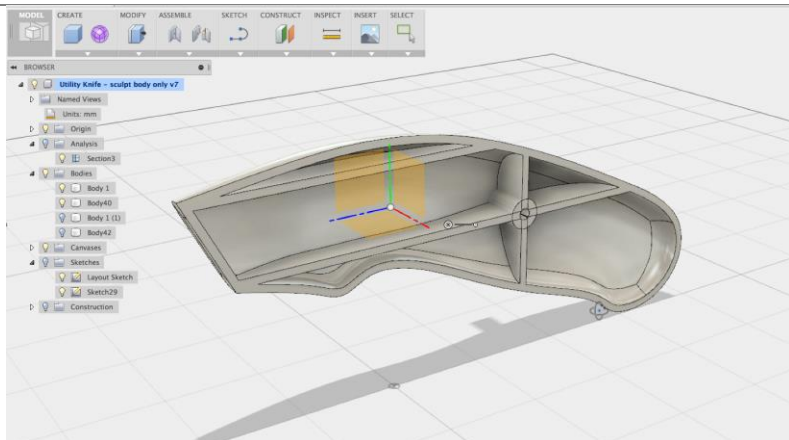 MODEL CREATE MODIFY ASSEMBLE SKETCH CONSTRUCT INSPECT INSERT SELECT
BROWSER
Utility Knife - sculpt body only v7
Named Views
Units: mm
Origin
Analysis
Section3
Bodies
Body 1
Body40
Body 1 (1)
Body42
Canvases
Sketches
Layout Sketch
Sketch29
Construction